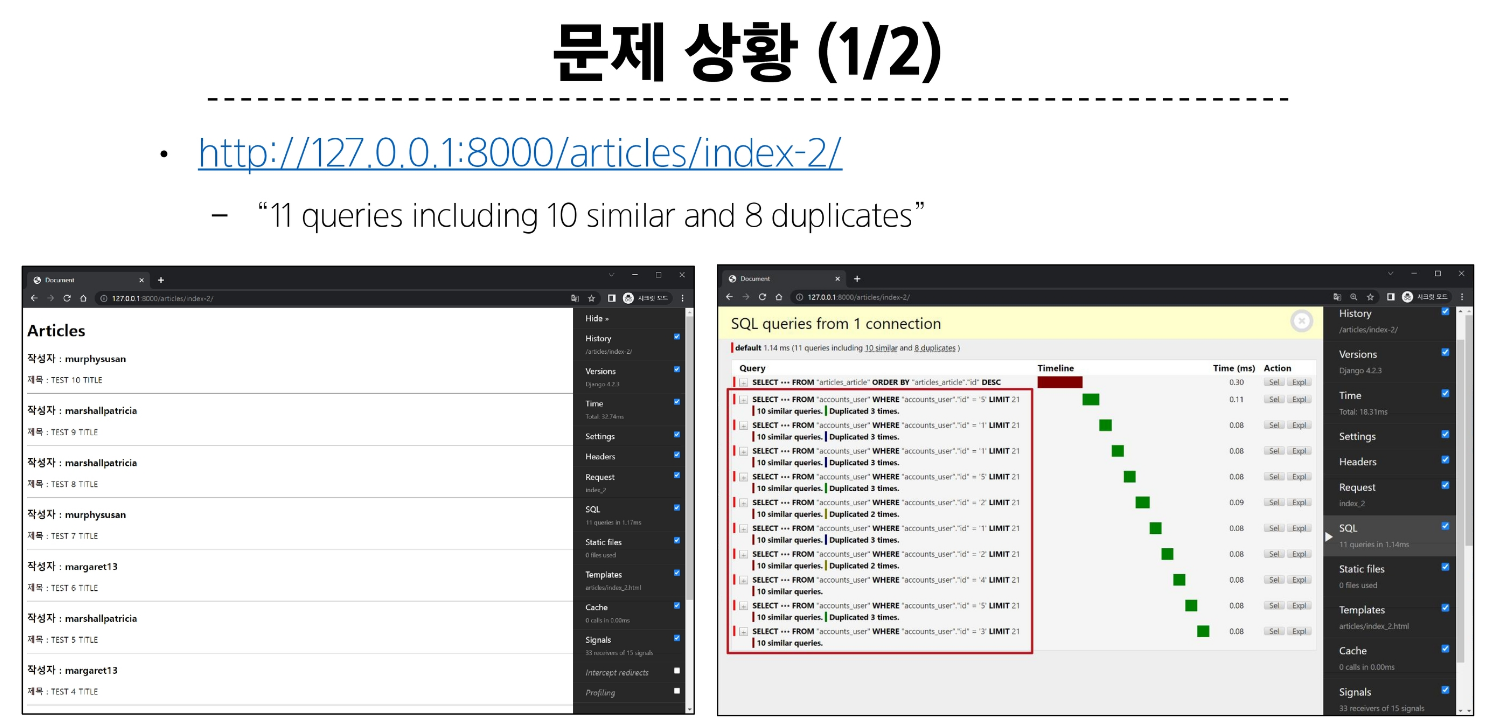 문제 상황 (1/2)
• http://127.0.0.1:8000/articles/index-2/
– “11 queries including 10 similar and 8 duplicates”
Document
127.0.0.1:8000/articles/index-2/
시크릿 모드
Articles
작성자 : murphysusan
제목 : TEST 10 TITLE
작성자 : marshallpatricia
제목 : TEST 9 TITLE
작성자 : marshallpatricia
제목 : TEST 8 TITLE
작성자 : murphysusan
제목 : TEST 7 TITLE
작성자 : margaret13
제목 : TEST 6 TITLE
작성자 : marshallpatricia
제목 : TEST 5 TITLE
작성자 : margaret13
제목 : TEST 4 TITLE
Hide »
History
/articles/index-2/
Versions
Django 4.2.3
Time
Total: 32.74ms
Settings
Headers
Request
index_2
SQL
11 queries in 1.17ms
Static files
0 files used
Templates
articles/index_2.html
Cache
0 calls in 0.00ms
Signals
33 receivers of 15 signals
Intercept redirects
Profiling
Document
127.0.0.1:8000/articles/index-2/
시크릿 모드
SQL queries from 1 connection
default 1.14 ms (11 queries including 10 similar and 8 duplicates )
Query Timeline Time (ms) Action
SELECT ••• FROM "articles_article" ORDER BY "articles_article"."id" DESC 0.30 Sel Expl
SELECT ••• FROM "accounts_user" WHERE "accounts_user"."id" = '5' LIMIT 21 0.11 Sel Expl
10 similar queries. Duplicated 3 times.
SELECT ••• FROM "accounts_user" WHERE "accounts_user"."id" = '1' LIMIT 21 0.08 Sel Expl
10 similar queries. Duplicated 3 times.
SELECT ••• FROM "accounts_user" WHERE "accounts_user"."id" = '1' LIMIT 21 0.08 Sel Expl
10 similar queries. Duplicated 3 times.
SELECT ••• FROM "accounts_user" WHERE "accounts_user"."id" = '5' LIMIT 21 0.08 Sel Expl
10 similar queries. Duplicated 3 times.
SELECT ••• FROM "accounts_user" WHERE "accounts_user"."id" = '2' LIMIT 21 0.09 Sel Expl
10 similar queries. Duplicated 2 times.
SELECT ••• FROM "accounts_user" WHERE "accounts_user"."id" = '1' LIMIT 21 0.08 Sel Expl
10 similar queries. Duplicated 3 times.
SELECT ••• FROM "accounts_user" WHERE "accounts_user"."id" = '2' LIMIT 21 0.08 Sel Expl
10 similar queries. Duplicated 2 times.
SELECT ••• FROM "accounts_user" WHERE "accounts_user"."id" = '4' LIMIT 21 0.08 Sel Expl
10 similar queries.
SELECT ••• FROM "accounts_user" WHERE "accounts_user"."id" = '5' LIMIT 21 0.08 Sel Expl
10 similar queries. Duplicated 3 times.
SELECT ••• FROM "accounts_user" WHERE "accounts_user"."id" = '3' LIMIT 21 0.08 Sel Expl
10 similar queries.
History
/articles/index-2/
Versions
Django 4.2.3
Time
Total: 18.31ms
Settings
Headers
Request
index_2
SQL
11 queries in 1.14ms
Static files
0 files used
Templates
articles/index_2.html
Cache
0 calls in 0.00ms
Signals
33 receivers of 15 signals